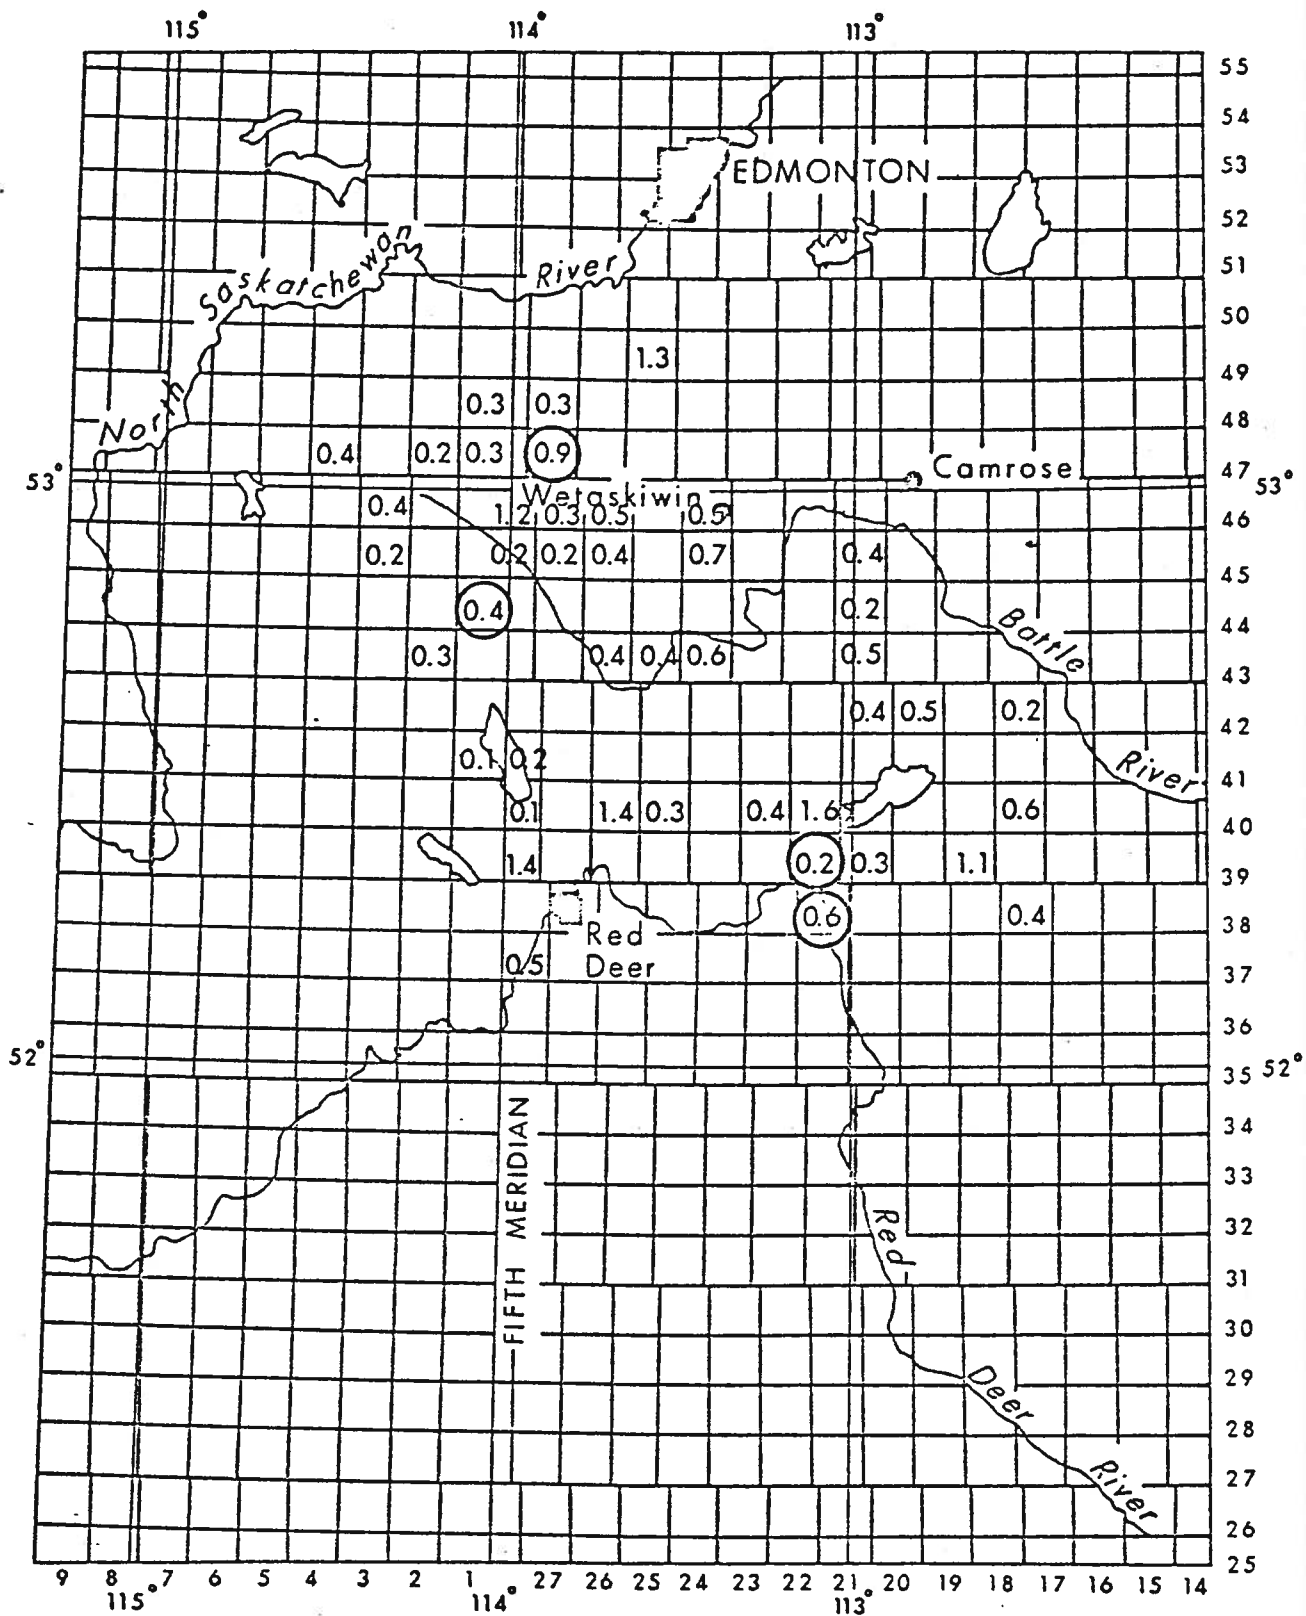 115° 114° 113°
55
54
EDMONTON 53
52
51
North Saskatchewan River
50
1.3 49
0.3 0.3 48
0.4 0.2 0.3 0.9 Camrose 47
53° 53°
Wetaskiwin
0.4 1.2 0.3 0.5 0.5 46
0.2 0.2 0.2 0.4 0.7 0.4 45
0.4 0.2 44
Battle River
0.3 0.4 0.4 0.6 0.5 43
0.4 0.5 0.2 42
0.1 0.2 41
0.1 1.4 0.3 0.4 1.6 0.6 40
1.4 0.2 0.3 1.1 39
0.6 0.4 38
Red
Deer
0.5 37
36
52° 35 52°
34
33
32
31
30
29
28
27
26
25
FIFTH MERIDIAN
Red Deer River
9 8 7 6 5 4 3 2 1 27 26 25 24 23 22 21 20 19 18 17 16 15 14
115° 114° 113°